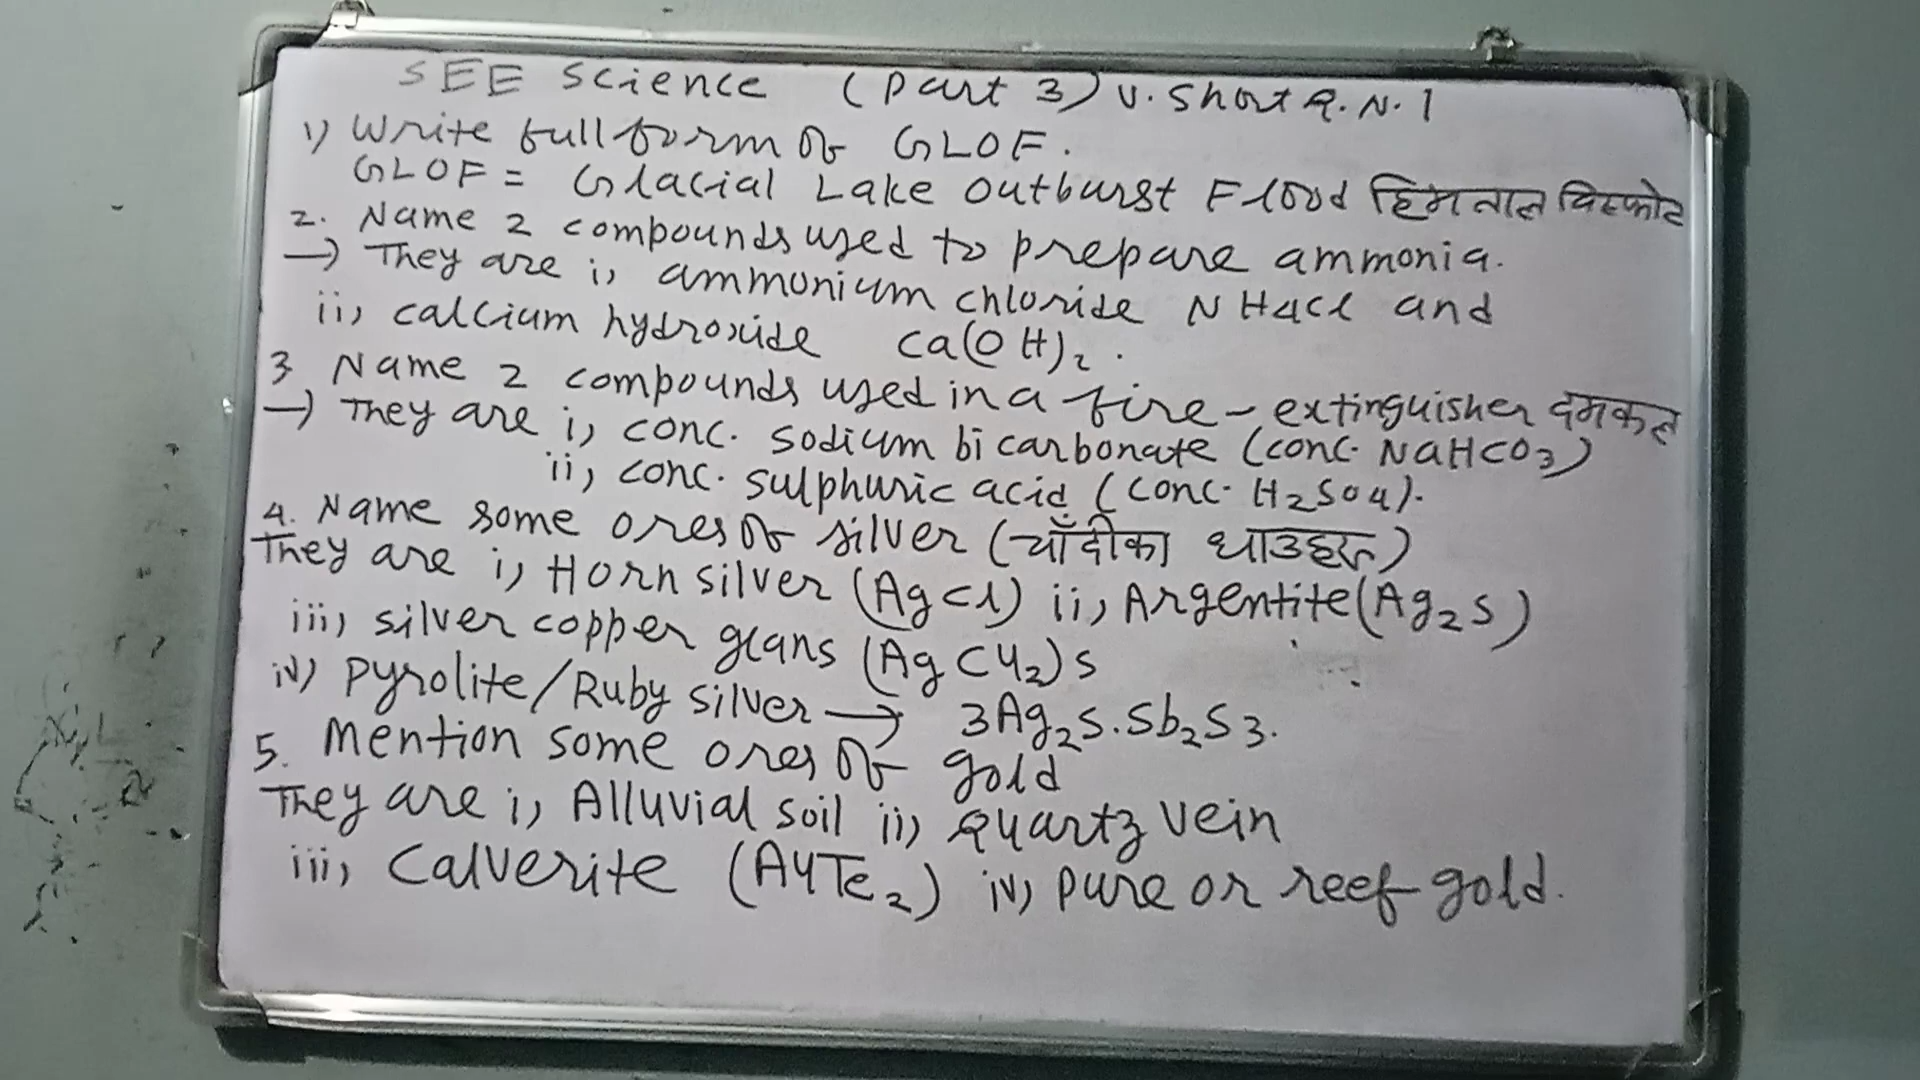 SEE Science (Part 3) V. Short Q.N. 1
i) Write full form of GLOF.
GLOF = Glacial Lake Outburst Flood हिमताल विस्फोट
2. Name 2 compounds used to prepare ammonia.
→ They are i, ammonium chloride NH4Cl and
ii, calcium hydroxide Ca(OH)2.
3, Name 2 compounds used in a fire-extinguisher दमकल
→ They are i, conc. sodium bicarbonate (conc. NaHCO3)
ii, conc. sulphuric acid (conc. H2SO4).
4. Name some ores of silver (चाँदीका धाउहरू)
They are i, Horn silver (AgCl) ii, Argentite (Ag2S)
iii, silver copper glans (AgCu2)S
iv) Pyrolite/Ruby silver → 3Ag2S.Sb2S3.
5. Mention some ores of gold
They are i, Alluvial soil ii, Quartz vein
iii, Calverite (AuTe2) iv, Pure or reef gold.